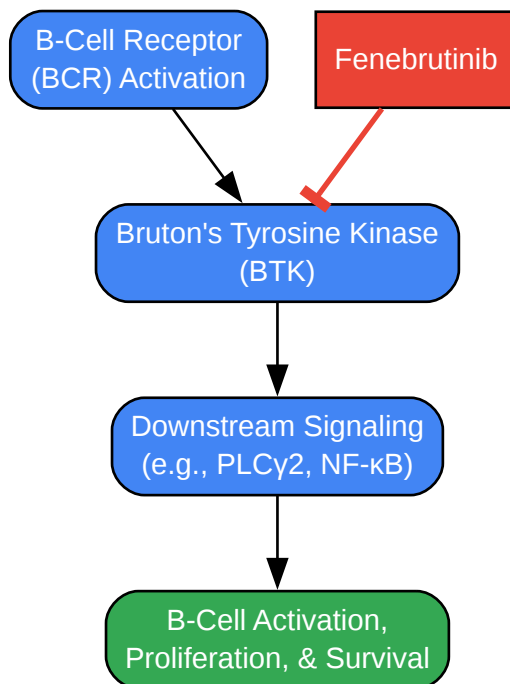 B-Cell Receptor
(BCR) Activation
Fenebrutinib
Bruton's Tyrosine Kinase
(BTK)
Downstream Signaling
(e.g., PLCγ2, NF-κB)
B-Cell Activation,
Proliferation, & Survival